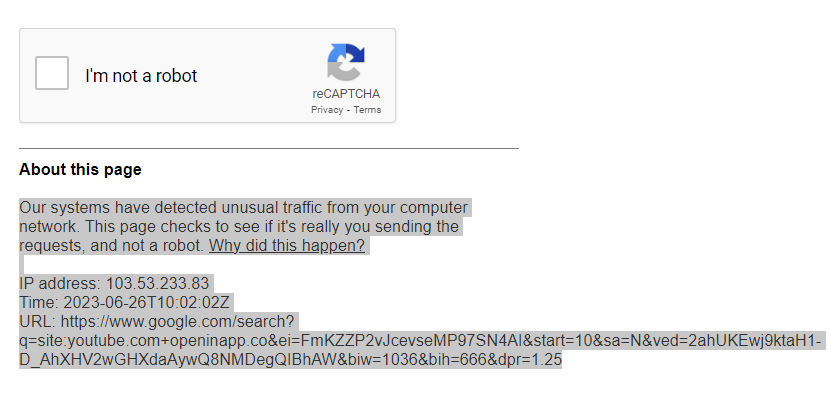 I'm not a robot
reCAPTCHA
Privacy - Terms
About this page
Our systems have detected unusual traffic from your computer
network. This page checks to see if it's really you sending the
requests, and not a robot. Why did this happen?
IP address: 103.53.233.83
Time: 2023-06-26T10:02:02Z
URL: https://www.google.com/search?
q=site:youtube.com+openinapp.co&ei=FmKZZP2vJcevseMP97SN4AI&start=10&sa=N&ved=2ahUKEwj9ktaH1-
D_AhXHV2wGHXdaAywQ8NMDegQIBhAW&biw=1036&bih=666&dpr=1.25